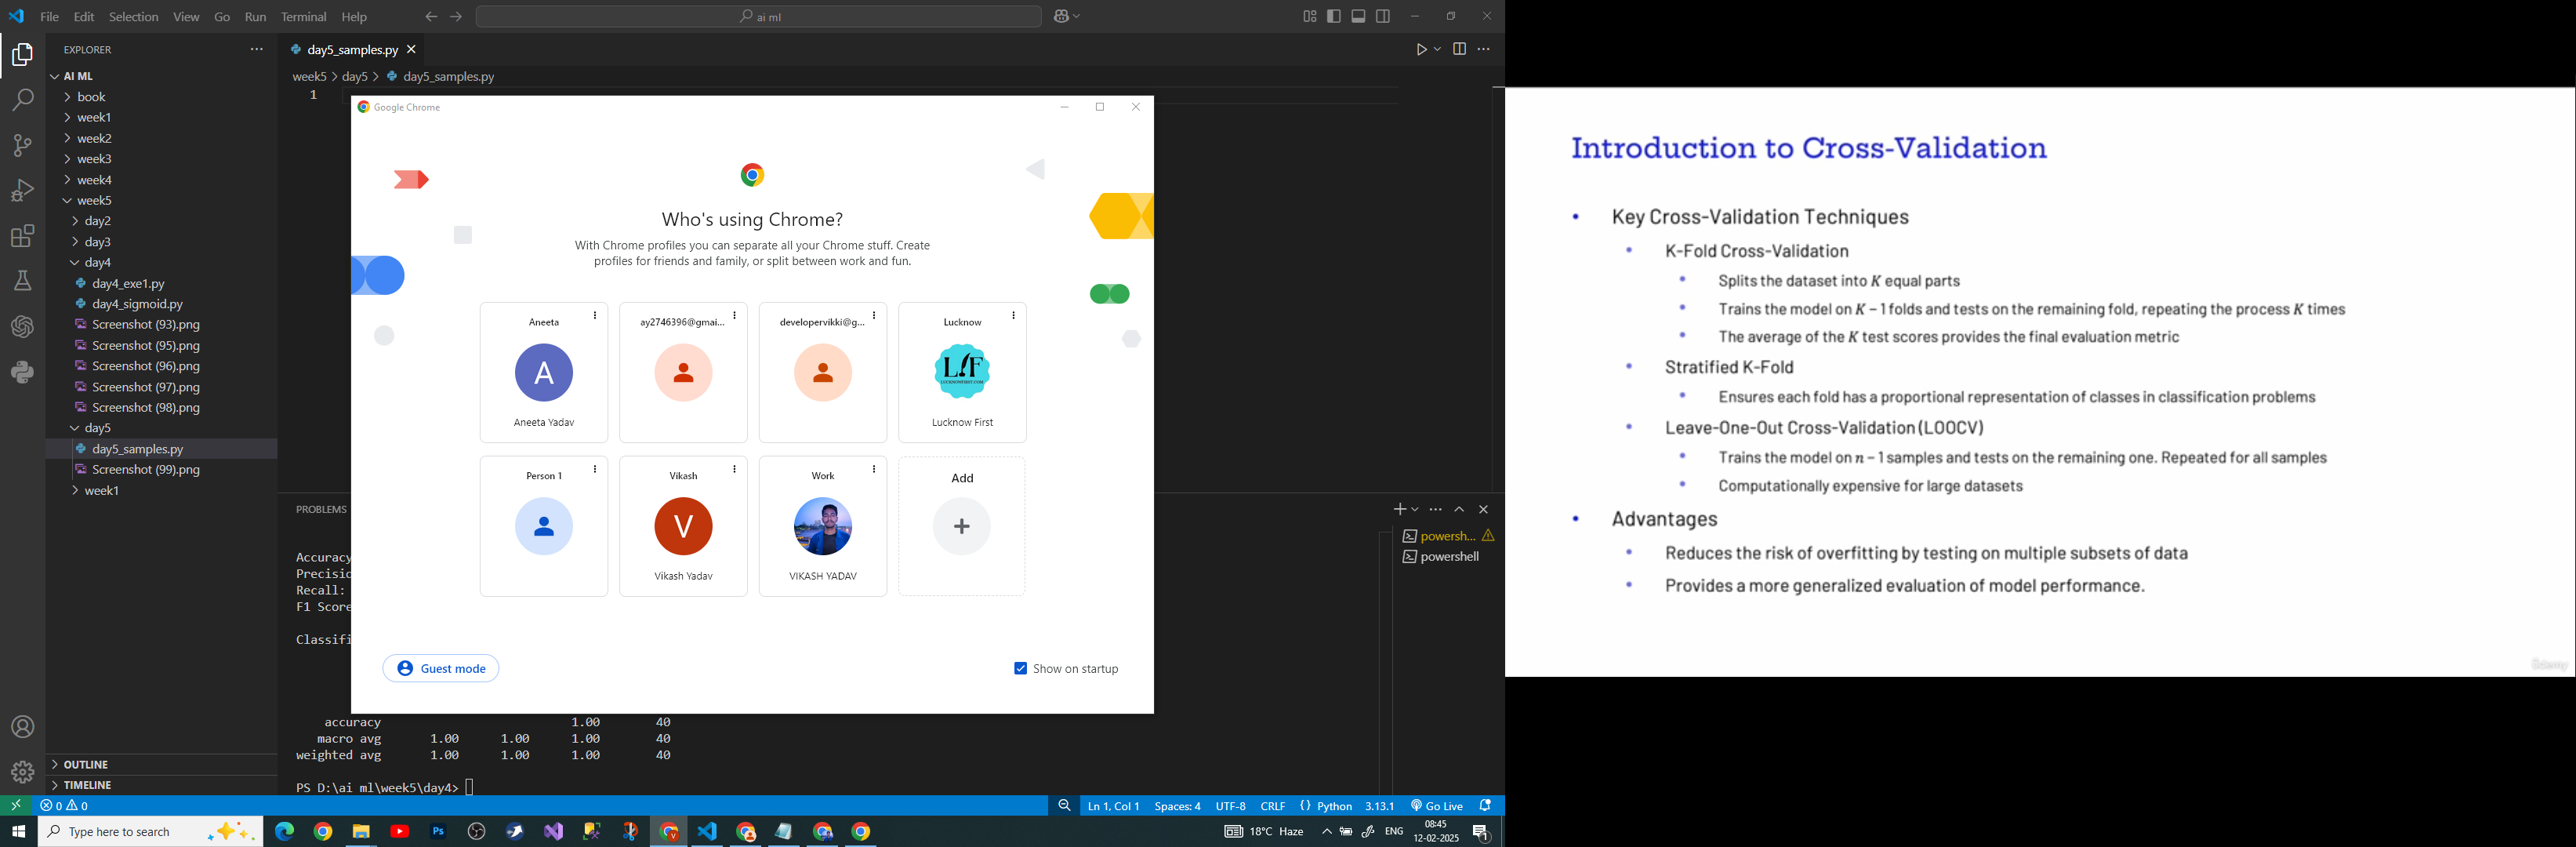 File Edit Selection View Go Run Terminal Help
ai ml
EXPLORER
AI ML
book
week1
week2
week3
week4
week5
day2
day3
day4
day4_exe1.py
day4_sigmoid.py
Screenshot (93).png
Screenshot (95).png
Screenshot (96).png
Screenshot (97).png
Screenshot (98).png
day5
day5_samples.py
Screenshot (99).png
week1
OUTLINE
TIMELINE
day5_samples.py
week5 > day5 > day5_samples.py
1
Google Chrome
Who's using Chrome?
With Chrome profiles you can separate all your Chrome stuff. Create
profiles for friends and family, or split between work and fun.
Aneeta
A
Aneeta Yadav
ay2746396@gmai...
developervikki@g...
Lucknow
LF
LUCKNOWFIRST.COM
Lucknow First
Person 1
Vikash
V
Vikash Yadav
Work
VIKASH YADAV
Add
Guest mode
Show on startup
PROBLEMS
powersh...
powershell
Accuracy
Precisio
Recall:
F1 Score
Classifi
accuracy 1.00 40
macro avg 1.00 1.00 1.00 40
weighted avg 1.00 1.00 1.00 40
PS D:\ai ml\week5\day4>
0 0
Ln 1, Col 1 Spaces: 4 UTF-8 CRLF {} Python 3.13.1 Go Live
Type here to search
Ps
18°C Haze
ENG
08:45
12-02-2025
1
Introduction to Cross-Validation
• Key Cross-Validation Techniques
• K-Fold Cross-Validation
• Splits the dataset into K equal parts
• Trains the model on K – 1 folds and tests on the remaining fold, repeating the process K times
• The average of the K test scores provides the final evaluation metric
• Stratified K-Fold
• Ensures each fold has a proportional representation of classes in classification problems
• Leave-One-Out Cross-Validation (LOOCV)
• Trains the model on n – 1 samples and tests on the remaining one. Repeated for all samples
• Computationally expensive for large datasets
• Advantages
• Reduces the risk of overfitting by testing on multiple subsets of data
• Provides a more generalized evaluation of model performance.
Udemy